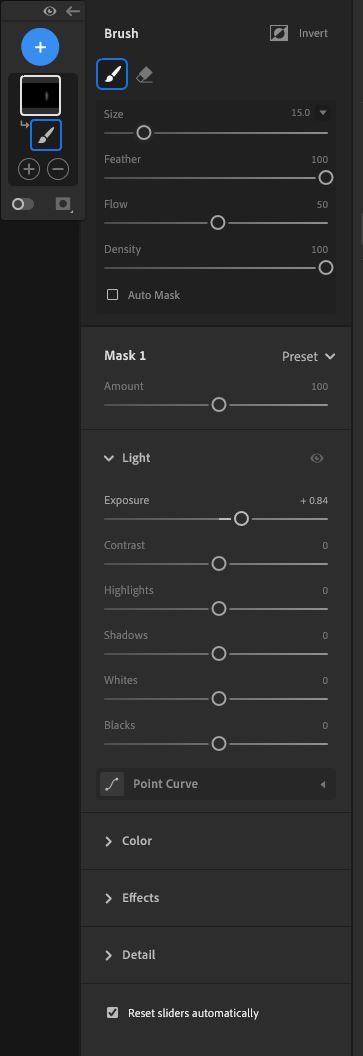 Brush
Invert
Size 15.0
Feather 100
Flow 50
Density 100
Auto Mask
Mask 1 Preset
Amount 100
Light
Exposure + 0.84
Contrast 0
Highlights 0
Shadows 0
Whites 0
Blacks 0
Point Curve
Color
Effects
Detail
Reset sliders automatically